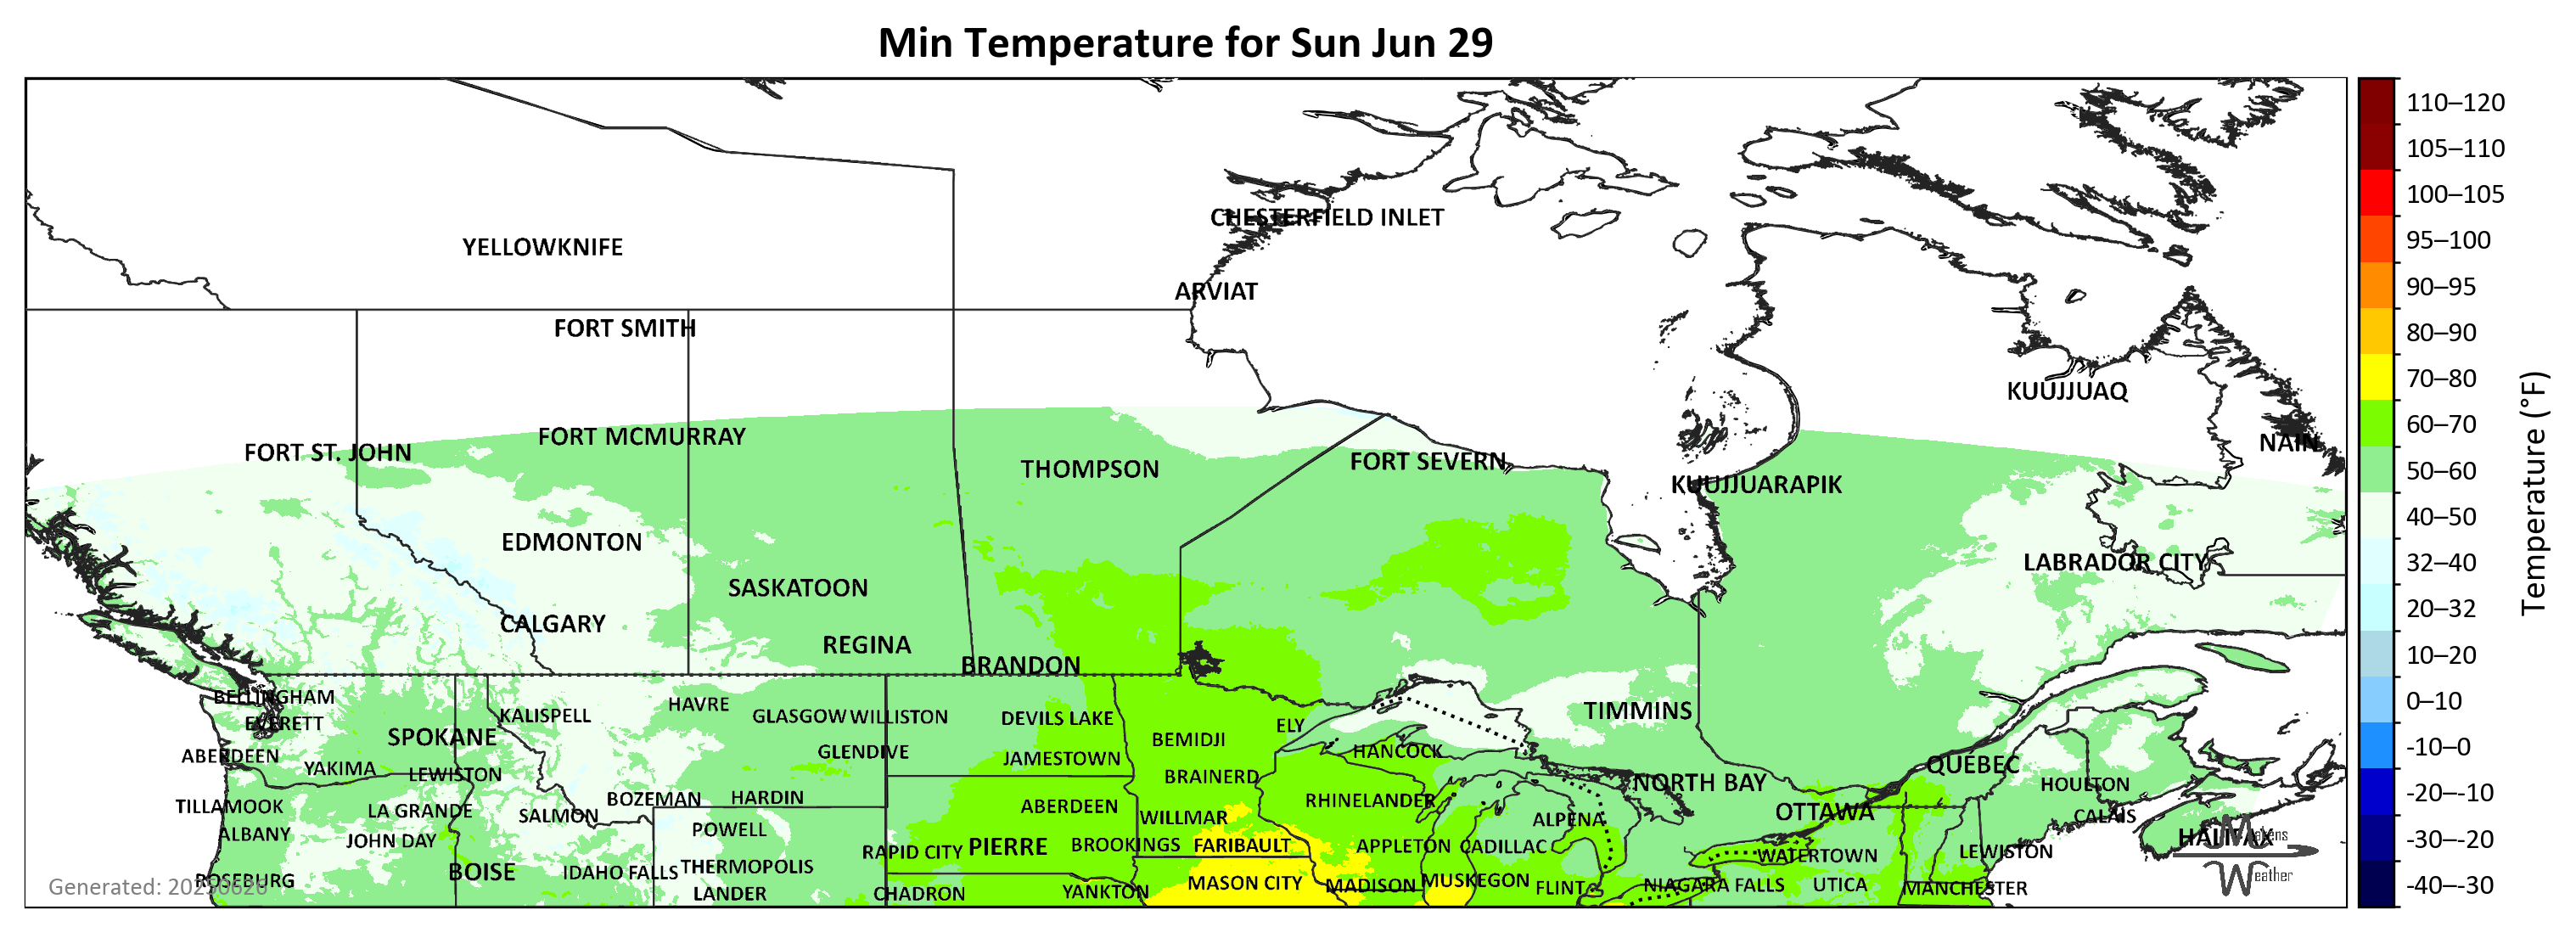 Min Temperature for Sun Jun 29
110–120
105–110
100–105
95–100
90–95
80–90
70–80
60–70
50–60
40–50
32–40
20–32
10–20
0–10
-10–0
-20–-10
-30–-20
-40–-30
Temperature (°F)
CHESTERFIELD INLET
YELLOWKNIFE
ARVIAT
FORT SMITH
KUUJJUAQ
FORT MCMURRAY
NAIN
FORT ST. JOHN
FORT SEVERN
THOMPSON
KUUJJUARAPIK
EDMONTON
LABRADOR CITY
SASKATOON
CALGARY
REGINA
BRANDON
BELLINGHAM
HAVRE
TIMMINS
KALISPELL
GLASGOW
WILLISTON
DEVILS LAKE
EVERETT
ELY
SPOKANE
BEMIDJI
HANCOCK
GLENDIVE
ABERDEEN
JAMESTOWN
QUÉBEC
YAKIMA
LEWISTON
BRAINERD
NORTH BAY
HOULTON
BOZEMAN
HARDIN
RHINELANDER
TILLAMOOK
ABERDEEN
LA GRANDE
OTTAWA
SALMON
CALAIS
WILLMAR
ALPENA
POWELL
ALBANY
HALIFAX
JOHN DAY
BROOKINGS
FARIBAULT
APPLETON
CADILLAC
PIERRE
RAPID CITY
LEWISTON
WATERTOWN
THERMOPOLIS
BOISE
IDAHO FALLS
ROSEBURG
MUSKEGON
MASON CITY
MADISON
NIAGARA FALLS
UTICA
FLINT
MANCHESTER
YANKTON
LANDER
CHADRON
Generated: 20250626
Makens
Weather